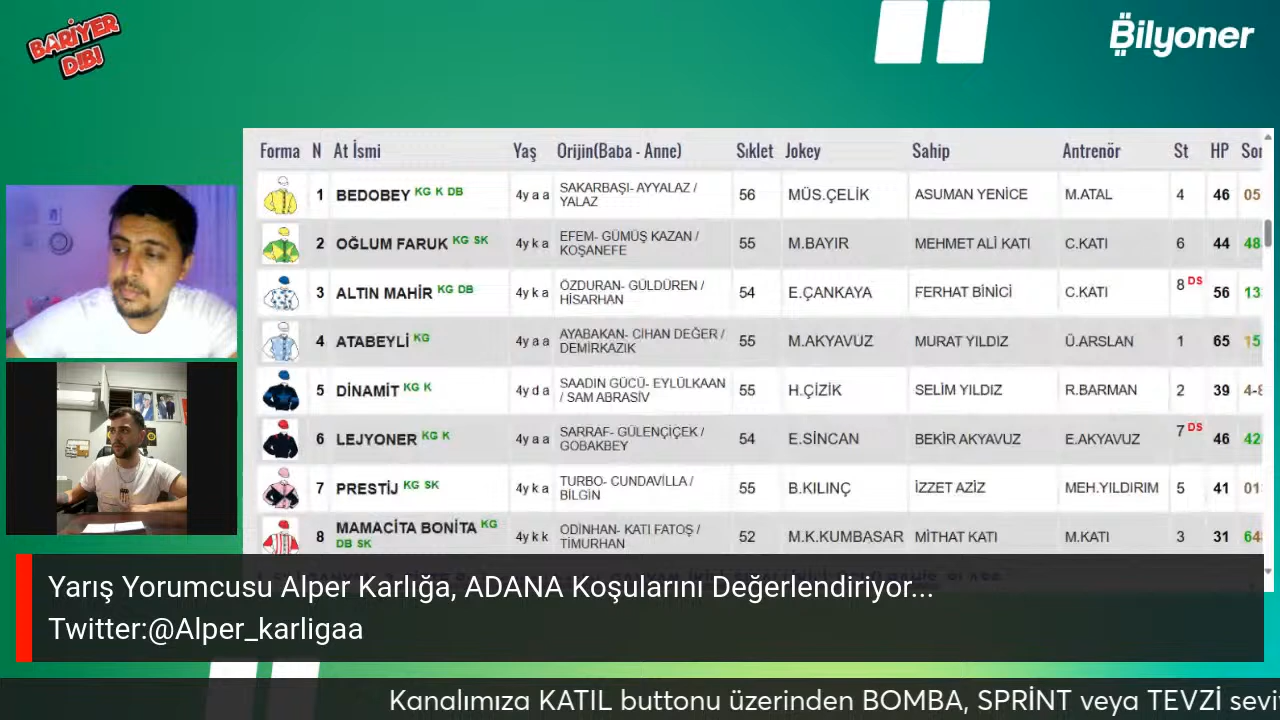 BARİYER
DİBİ
Bilyoner
Forma N At İsmi Yaş Orijin(Baba - Anne) Sıklet Jokey Sahip Antrenör St HP Son
1 BEDOBEY KG K DB 4y a a SAKARBAŞI- AYYALAZ / YALAZ 56 MÜS.ÇELİK ASUMAN YENİCE M.ATAL 4 46 05
2 OĞLUM FARUK KG SK 4y k a EFEM- GÜMÜŞ KAZAN / KOŞANEFE 55 M.BAYIR MEHMET ALİ KATI C.KATI 6 44 48
3 ALTIN MAHİR KG DB 4y k a ÖZDURAN- GÜLDÜREN / HİSARHAN 54 E.ÇANKAYA FERHAT BİNİCİ C.KATI 8 DS 56 13
4 ATABEYLİ KG 4y a a AYABAKAN- CİHAN DEĞER / DEMİRKAZIK 55 M.AKYAVUZ MURAT YILDIZ Ü.ARSLAN 1 65 15
5 DİNAMİT KG K 4y d a SAADIN GÜCÜ- EYLÜLKAAN / SAM ABRASİV 55 H.ÇİZİK SELİM YILDIZ R.BARMAN 2 39 4-8
6 LEJYONER KG K 4y a a SARRAF- GÜLENÇİÇEK / GOBAKBEY 54 E.SİNCAN BEKİR AKYAVUZ E.AKYAVUZ 7 DS 46 42
7 PRESTİJ KG SK 4y k a TURBO- CUNDAVİLLA / BİLGİN 55 B.KILINÇ İZZET AZİZ MEH.YILDIRIM 5 41 01
8 MAMACİTA BONİTA KG DB SK 4y k k ODİNHAN- KATI FATOŞ / TİMURHAN 52 M.K.KUMBASAR MİTHAT KATI M.KATI 3 31 64
Yarış Yorumcusu Alper Karlığa, ADANA Koşularını Değerlendiriyor...
Twitter:@Alper_karligaa
Kanalımıza KATIL buttonu üzerinden BOMBA, SPRİNT veya TEVZİ sevi